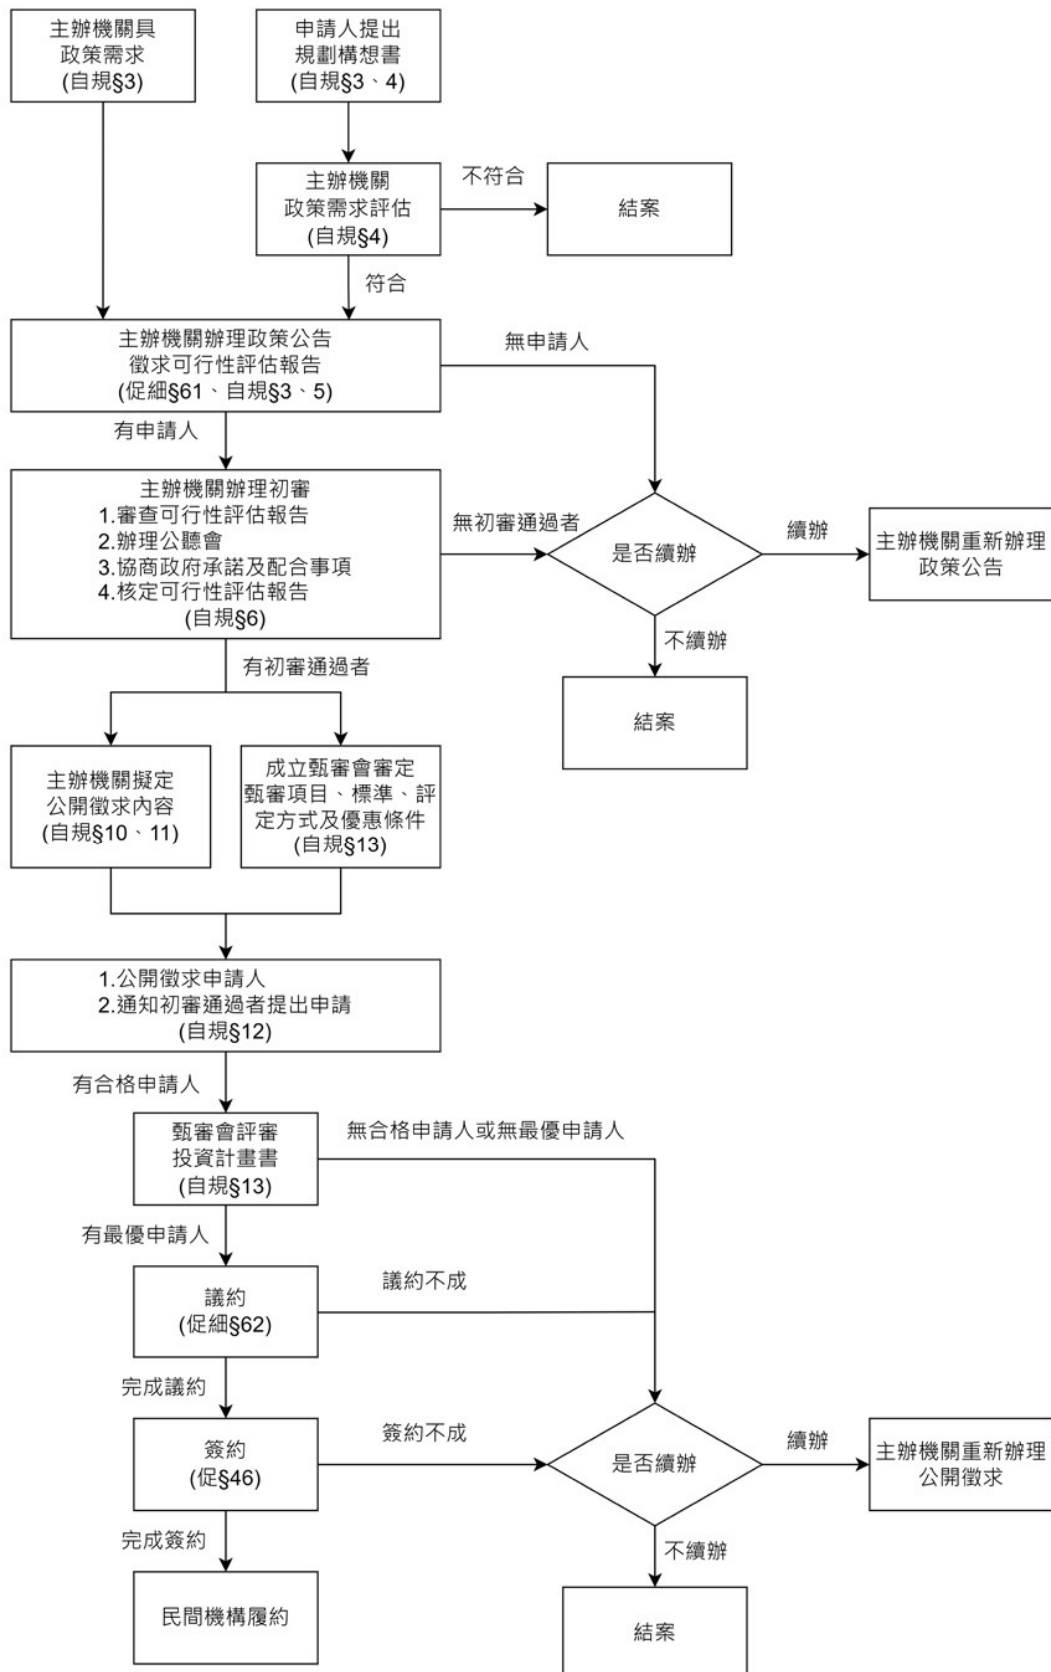 主辦機關具
政策需求
(自規§3)
申請人提出
規劃構想書
(自規§3、4)
主辦機關
政策需求評估
(自規§4)
不符合
結案
符合
主辦機關辦理政策公告
徵求可行性評估報告
(促細§61、自規§3、5)
無申請人
有申請人
主辦機關辦理初審
1.審查可行性評估報告
2.辦理公聽會
3.協商政府承諾及配合事項
4.核定可行性評估報告
(自規§6)
無初審通過者
是否續辦
續辦
主辦機關重新辦理
政策公告
不續辦
結案
有初審通過者
主辦機關擬定
公開徵求內容
(自規§10、11)
成立甄審會審定
甄審項目、標準、評
定方式及優惠條件
(自規§13)
1.公開徵求申請人
2.通知初審通過者提出申請
(自規§12)
有合格申請人
甄審會評審
投資計畫書
(自規§13)
無合格申請人或無最優申請人
有最優申請人
議約
(促細§62)
議約不成
完成議約
簽約
(促§46)
簽約不成
是否續辦
續辦
主辦機關重新辦理
公開徵求
完成簽約
不續辦
民間機構履約
結案